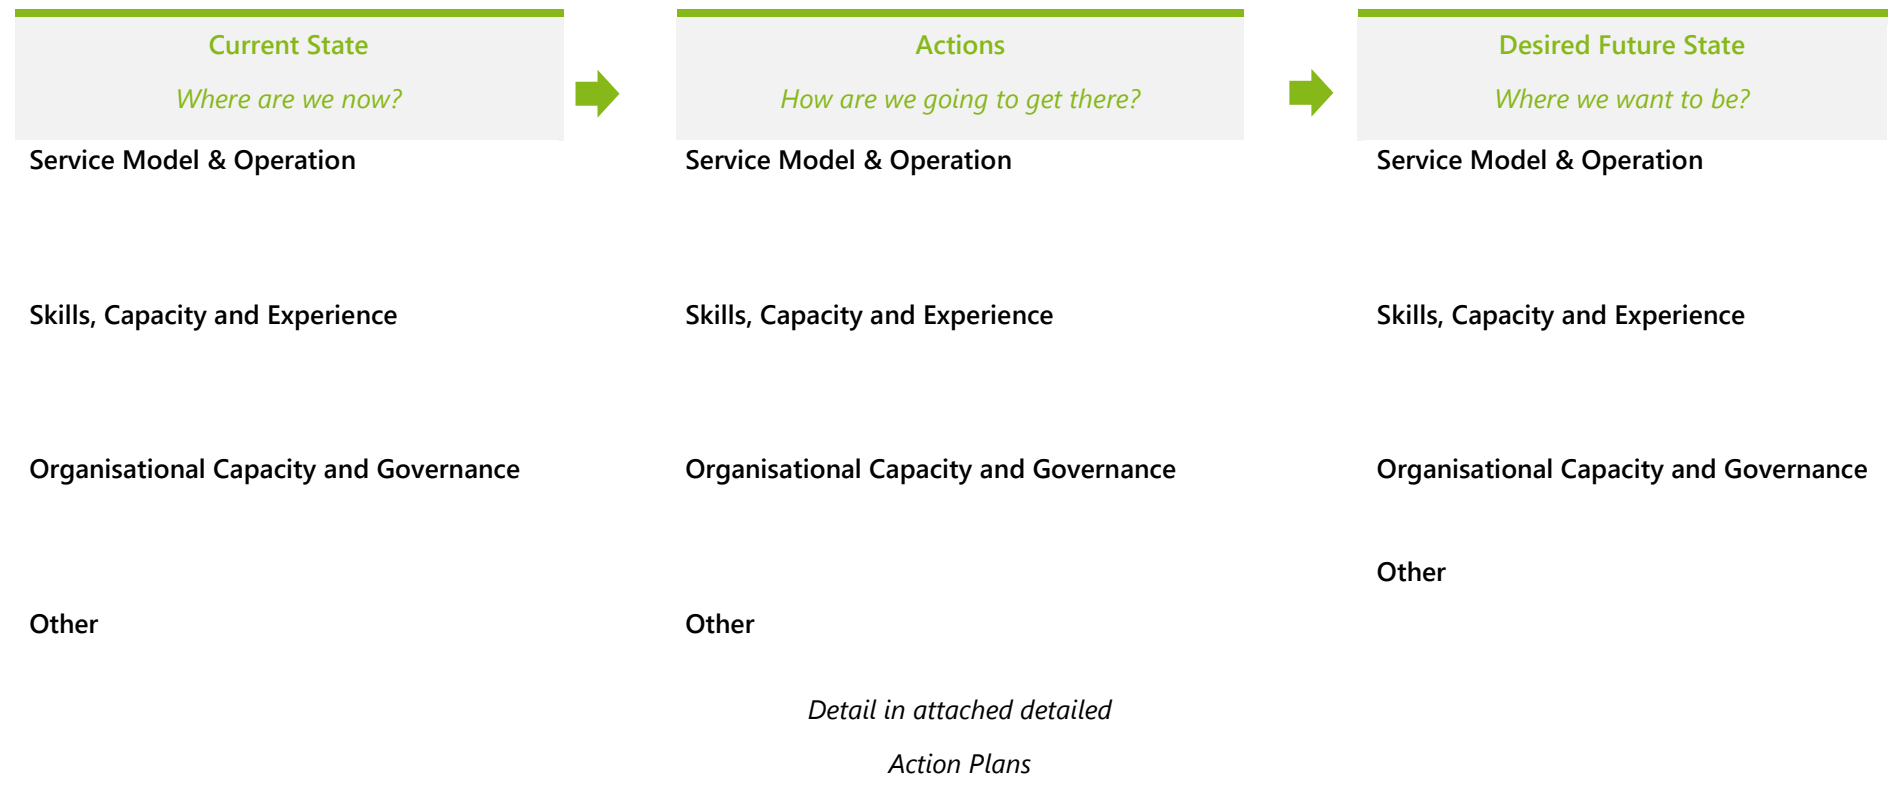 Current State
Where are we now?
Service Model & Operation
Skills, Capacity and Experience
Organisational Capacity and Governance
Other
Actions
How are we going to get there?
Service Model & Operation
Skills, Capacity and Experience
Organisational Capacity and Governance
Other
Detail in attached detailed
Action Plans
Desired Future State
Where we want to be?
Service Model & Operation
Skills, Capacity and Experience
Organisational Capacity and Governance
Other